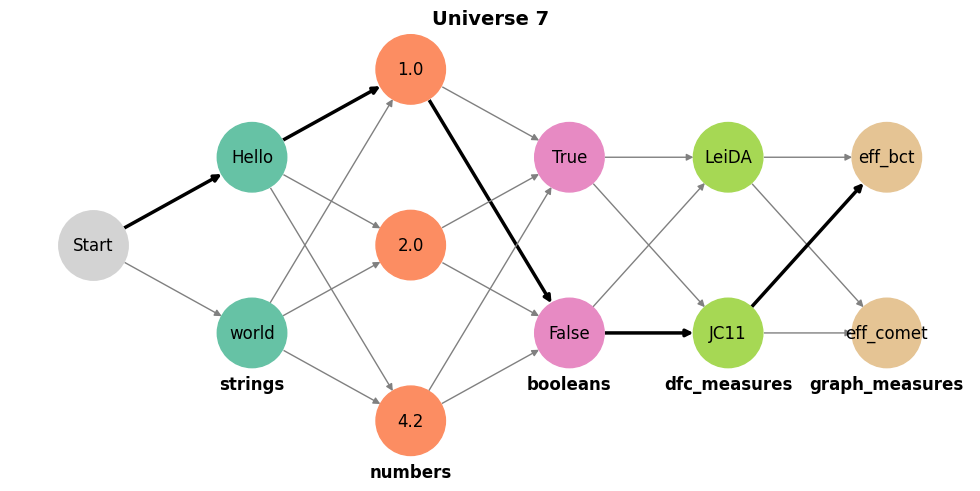 Universe 7
1.0
Hello
True
LeiDA
eff_bct
Start
2.0
world
False
JC11
eff_comet
strings
booleans
dfc_measures
graph_measures
4.2
numbers